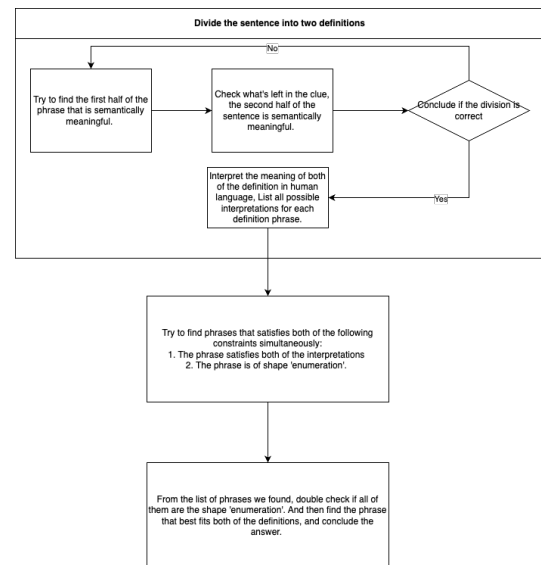 Divide the sentence into two definitions
No
Try to find the first half of the
phrase that is semantically
meaningful.
Check what's left in the clue,
the second half of the
sentence is semantically
meaningful.
Conclude if the division is
correct
Yes
Interpret the meaning of both
of the definition in human
language, List all possible
interpretations for each
definition phrase.
Try to find phrases that satisfies both of the following
constraints simultaneously:
1. The phrase satisfies both of the interpretations
2. The phrase is of shape 'enumeration'.
From the list of phrases we found, double check if all of
them are the shape 'enumeration'. And then find the phrase
that best fits both of the definitions, and conclude the
answer.